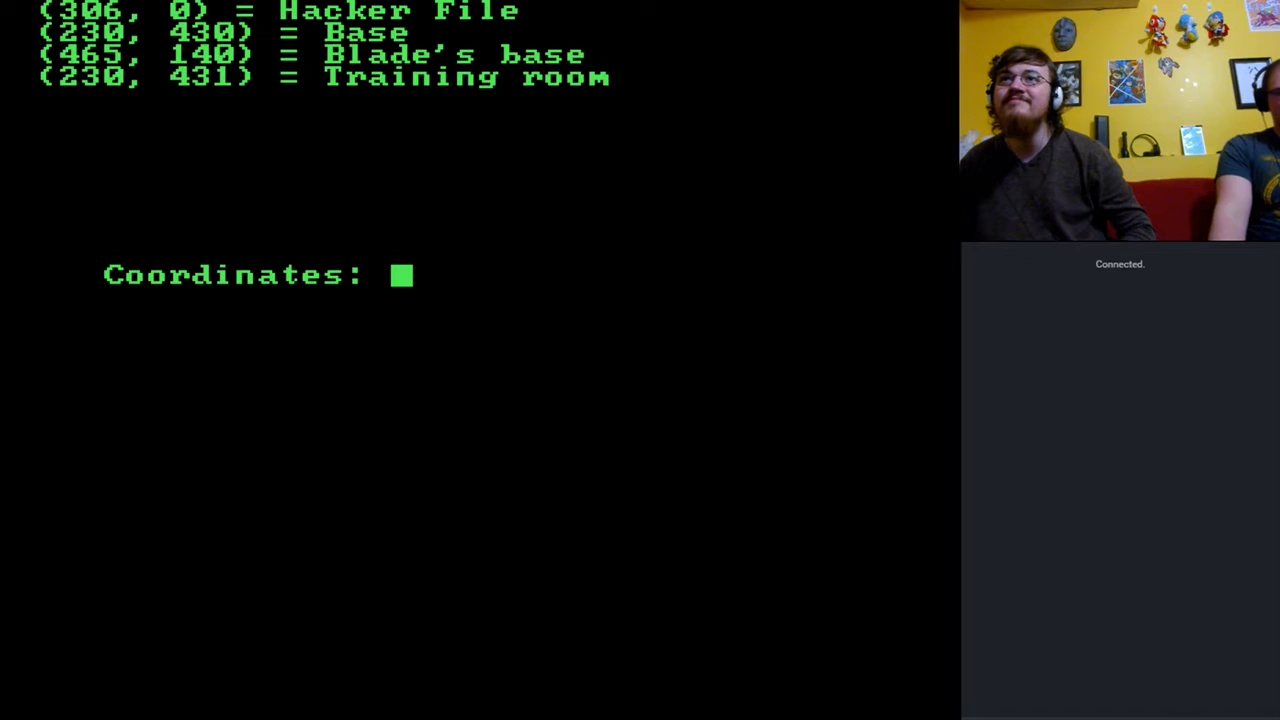 (306, 0) = Hacker File
(230, 430) = Base
(465, 140) = Blade's base
(230, 431) = Training room
Coordinates:
Connected.